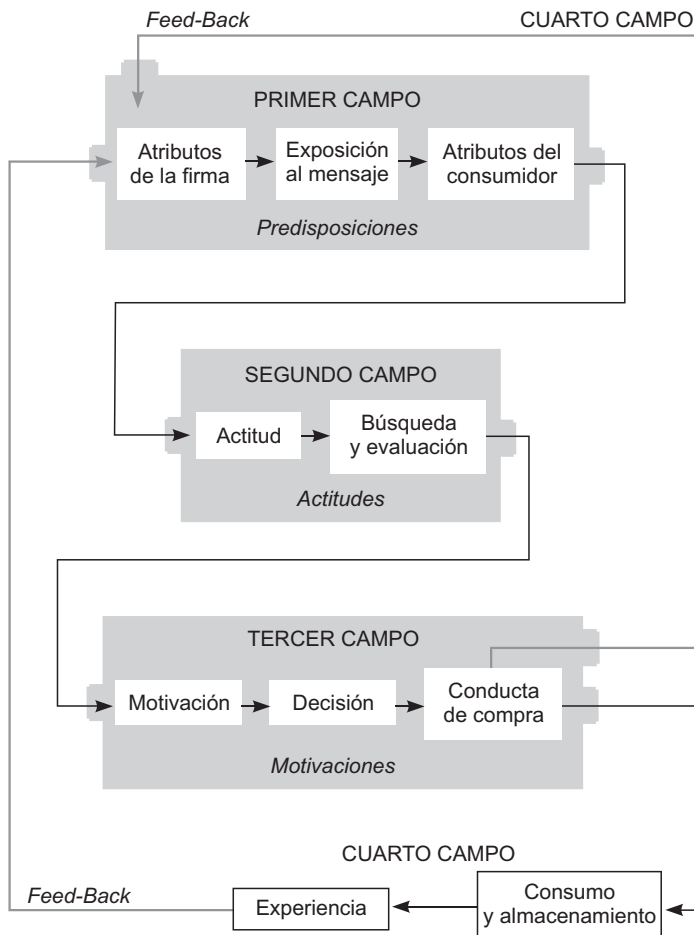 Feed-Back
CUARTO CAMPO
PRIMER CAMPO
Atributos
de la firma
Exposición
al mensaje
Atributos del
consumidor
Predisposiciones
SEGUNDO CAMPO
Actitud
Búsqueda
y evaluación
Actitudes
TERCER CAMPO
Motivación
Decisión
Conducta
de compra
Motivaciones
CUARTO CAMPO
Feed-Back
Experiencia
Consumo
y almacenamiento